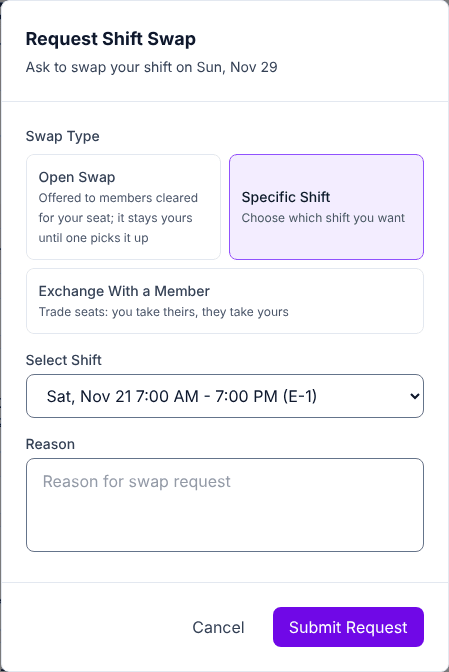 Request Shift Swap
Ask to swap your shift on Sun, Nov 29
Swap Type
Open Swap
Offered to members cleared
for your seat; it stays yours
until one picks it up
Specific Shift
Choose which shift you want
Exchange With a Member
Trade seats: you take theirs, they take yours
Select Shift
Sat, Nov 21 7:00 AM - 7:00 PM (E-1)
Reason
Reason for swap request
Cancel
Submit Request